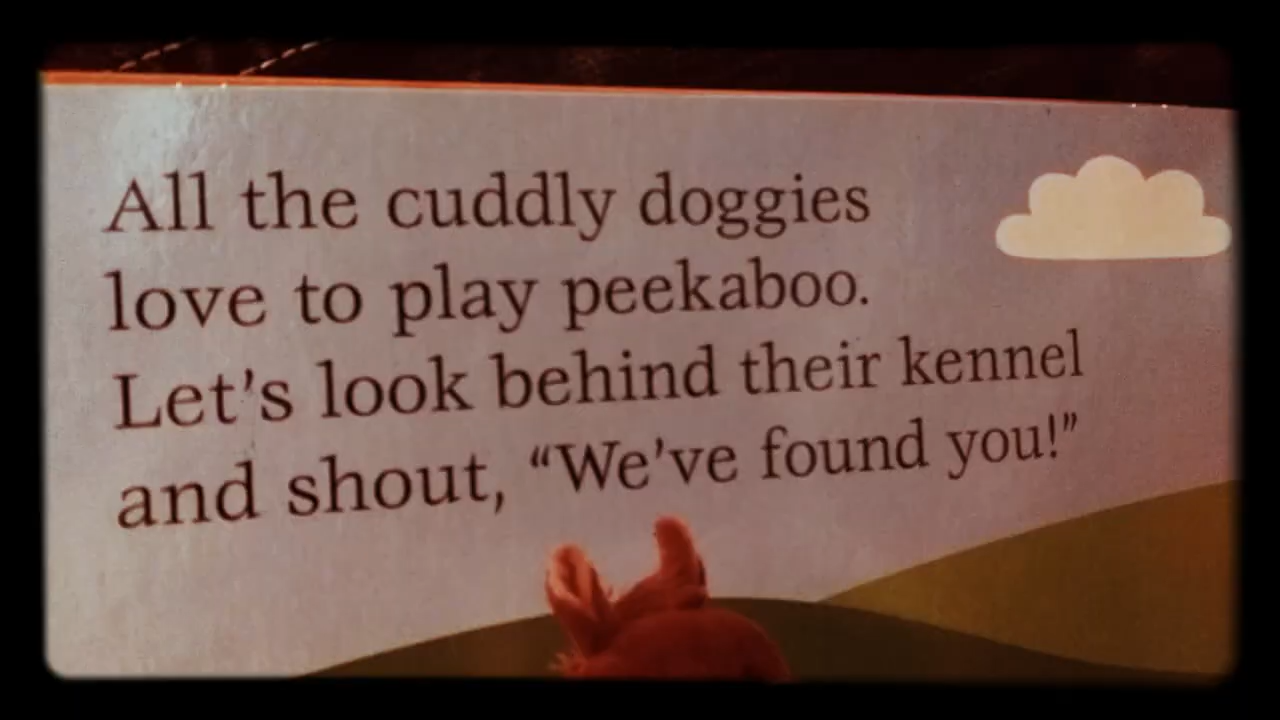 All the cuddly doggies
love to play peekaboo.
Let's look behind their kennel
and shout, “We've found you!”